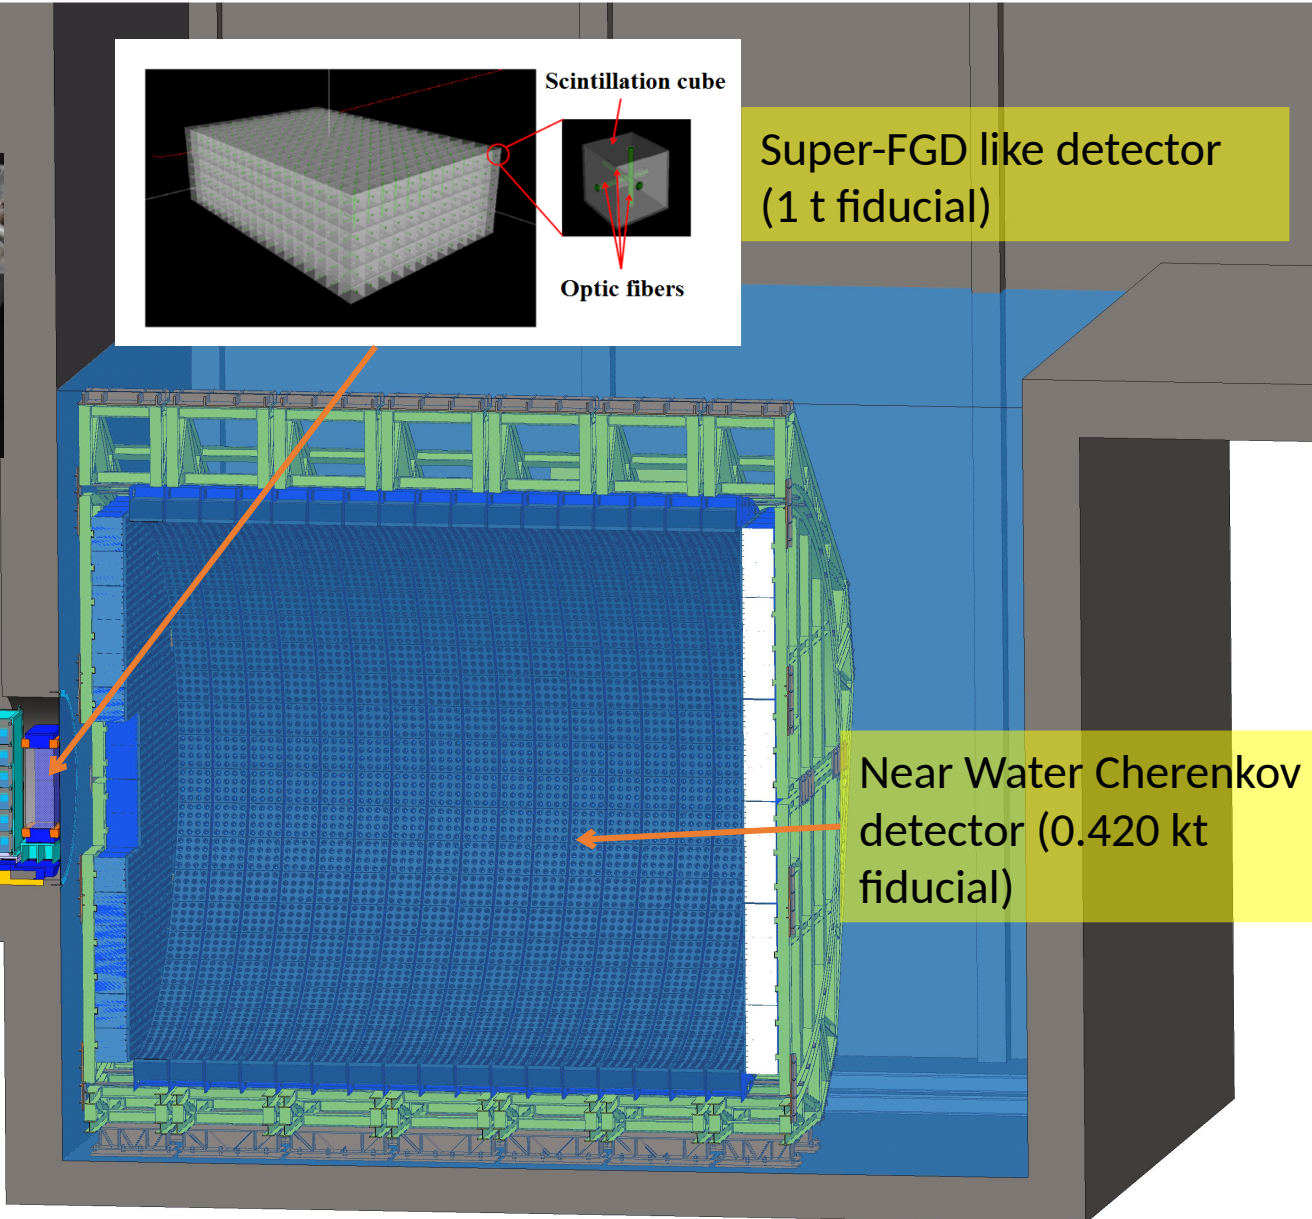 Scintillation cube
Optic fibers
Super-FGD like detector
(1 t fiducial)
Near Water Cherenkov
detector (0.420 kt
fiducial)